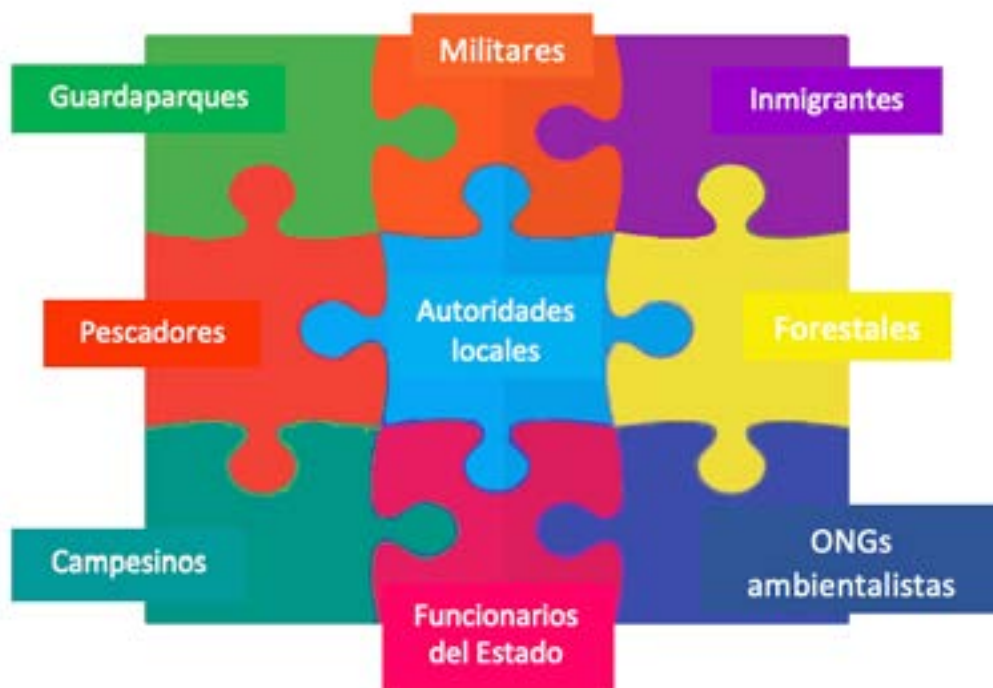 Militares
Guardaparques
Inmigrantes
Pescadores
Autoridades
locales
Forestales
Campesinos
ONGs
ambientalistas
Funcionarios
del Estado